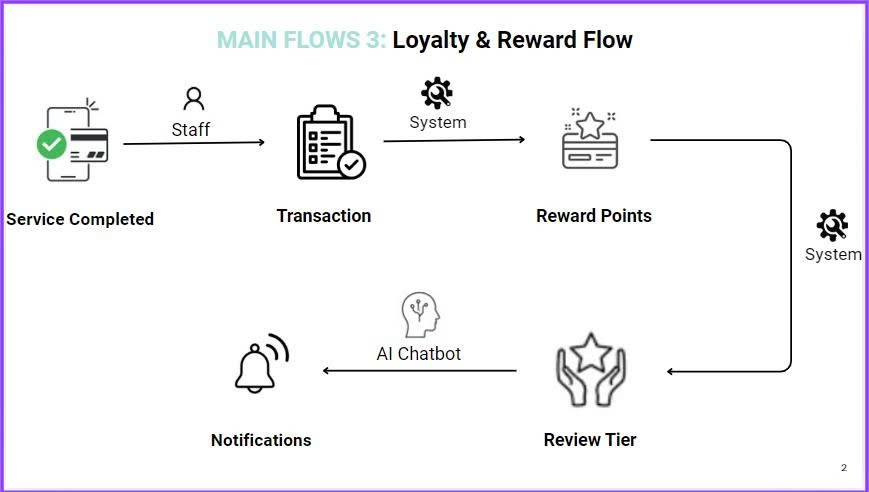 MAIN FLOWS 3: Loyalty & Reward Flow
Staff
System
Service Completed
Transaction
Reward Points
System
AI Chatbot
Notifications
Review Tier
2